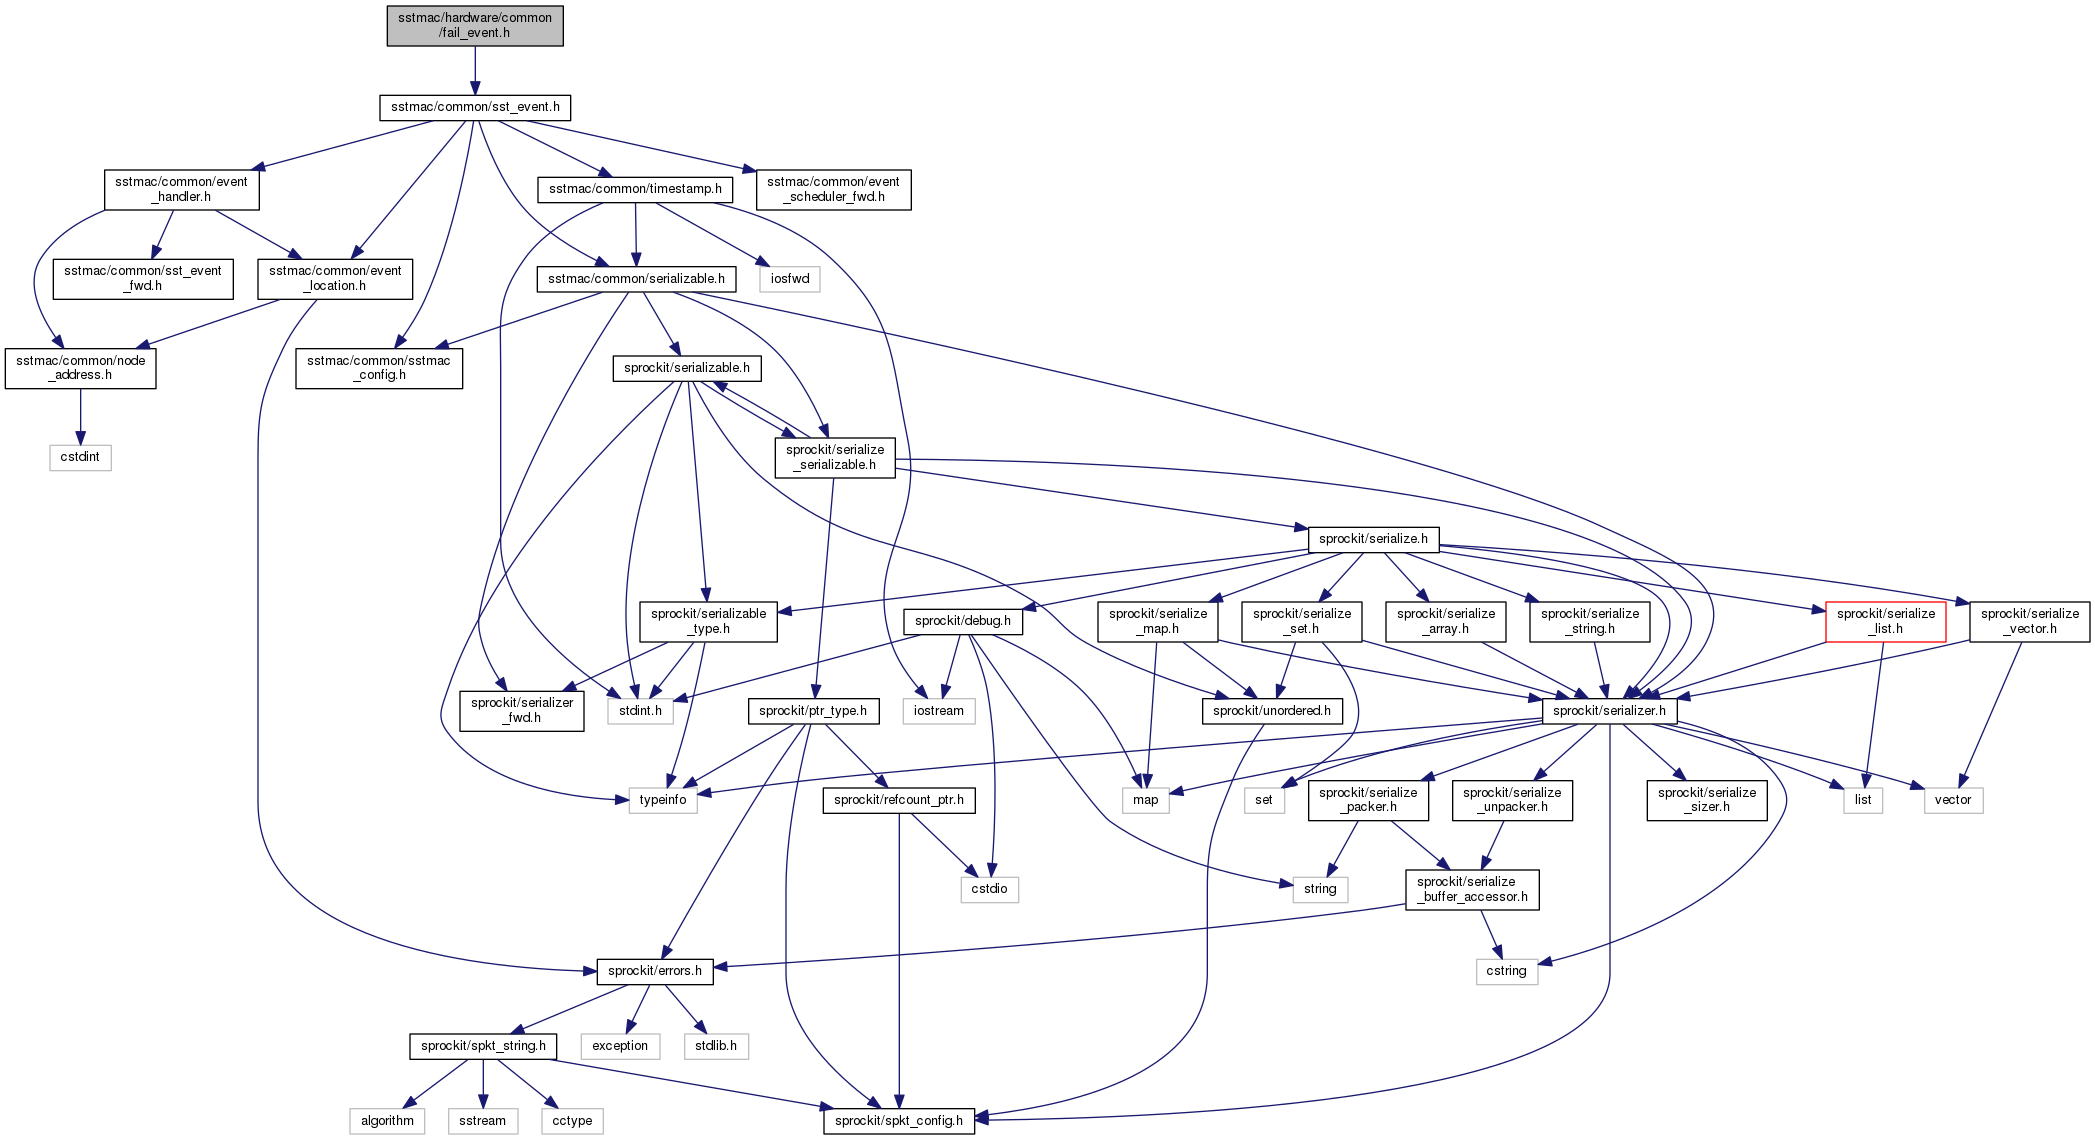 sstmac/hardware/common
/fail_event.h
sstmac/common/sst_event.h
sstmac/common/event
_handler.h
sstmac/common/timestamp.h
sstmac/common/event
_scheduler_fwd.h
sstmac/common/sst_event
_fwd.h
sstmac/common/event
_location.h
sstmac/common/serializable.h
iosfwd
sstmac/common/node
_address.h
sstmac/common/sstmac
_config.h
sprockit/serializable.h
cstdint
sprockit/serialize
_serializable.h
sprockit/serialize.h
sprockit/serializable
_type.h
sprockit/debug.h
sprockit/serialize
_map.h
sprockit/serialize
_set.h
sprockit/serialize
_array.h
sprockit/serialize
_string.h
sprockit/serialize
_list.h
sprockit/serialize
_vector.h
sprockit/serializer
_fwd.h
stdint.h
sprockit/ptr_type.h
iostream
sprockit/unordered.h
sprockit/serializer.h
typeinfo
sprockit/refcount_ptr.h
map
set
sprockit/serialize
_packer.h
sprockit/serialize
_unpacker.h
sprockit/serialize
_sizer.h
list
vector
cstdio
string
sprockit/serialize
_buffer_accessor.h
sprockit/errors.h
cstring
sprockit/spkt_string.h
exception
stdlib.h
algorithm
sstream
cctype
sprockit/spkt_config.h